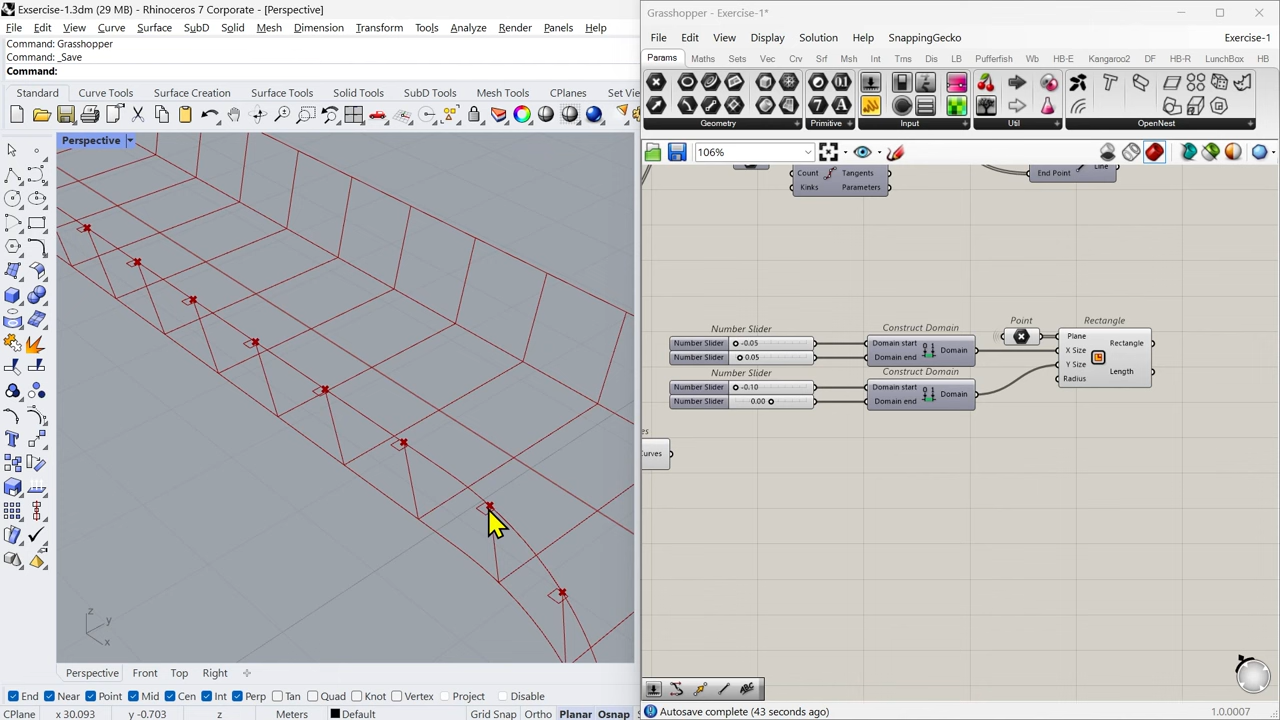 Exsercise-1.3dm (29 MB) - Rhinoceros 7 Corporate - [Perspective]
File Edit View Curve Surface SubD Solid Mesh Dimension Transform Tools Analyze Render Panels Help
Command: Grasshopper
Command: _Save
Command:
Standard Curve Tools Surface Creation Surface Tools Solid Tools SubD Tools Mesh Tools CPlanes Set Vie
Perspective
z
y
x
Perspective Front Top Right
End Near Point Mid Cen Int Perp Tan Quad Knot Vertex Project Disable
CPlane x 30.093 y -0.703 z Meters Default Grid Snap Ortho Planar Osnap S
Grasshopper - Exercise-1*
File Edit View Display Solution Help SnappingGecko Exercise-1
Params Maths Sets Vec Crv Srf Msh Int Trns Dis LB Pufferfish HB-E Kangaroo2 DF HB-R LunchBox HB
Geometry Primitive Input Util OpenNest
106%
Count Tangents
Kinks Parameters
End Point Line
Number Slider Construct Domain Point Rectangle
Number Slider -0.05 Domain start Domain Plane Rectangle
Number Slider 0.05 Domain end X Size
Number Slider Construct Domain Y Size Length
Number Slider -0.10 Domain start Domain Radius
Number Slider 0.00 Domain end
es
Curves
Autosave complete (43 seconds ago) 1.0.0007